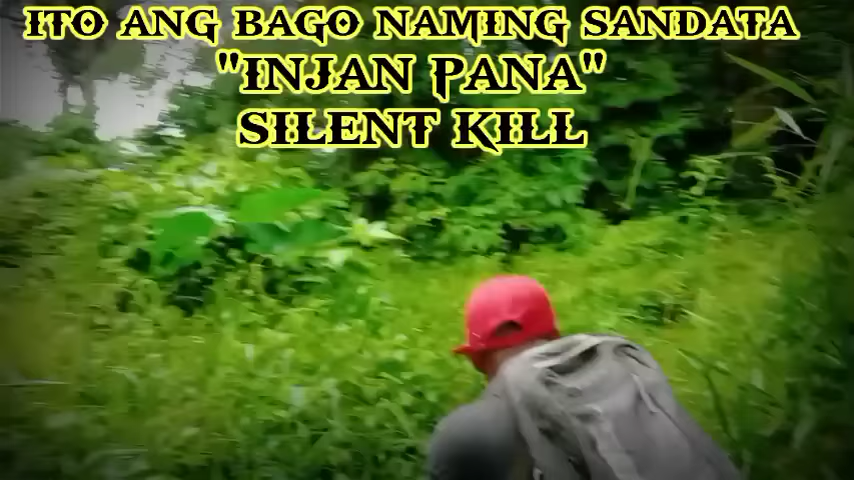 ITO ANG BAGO NAMING SANDATA
"INJAN PANA"
SILENT KILL